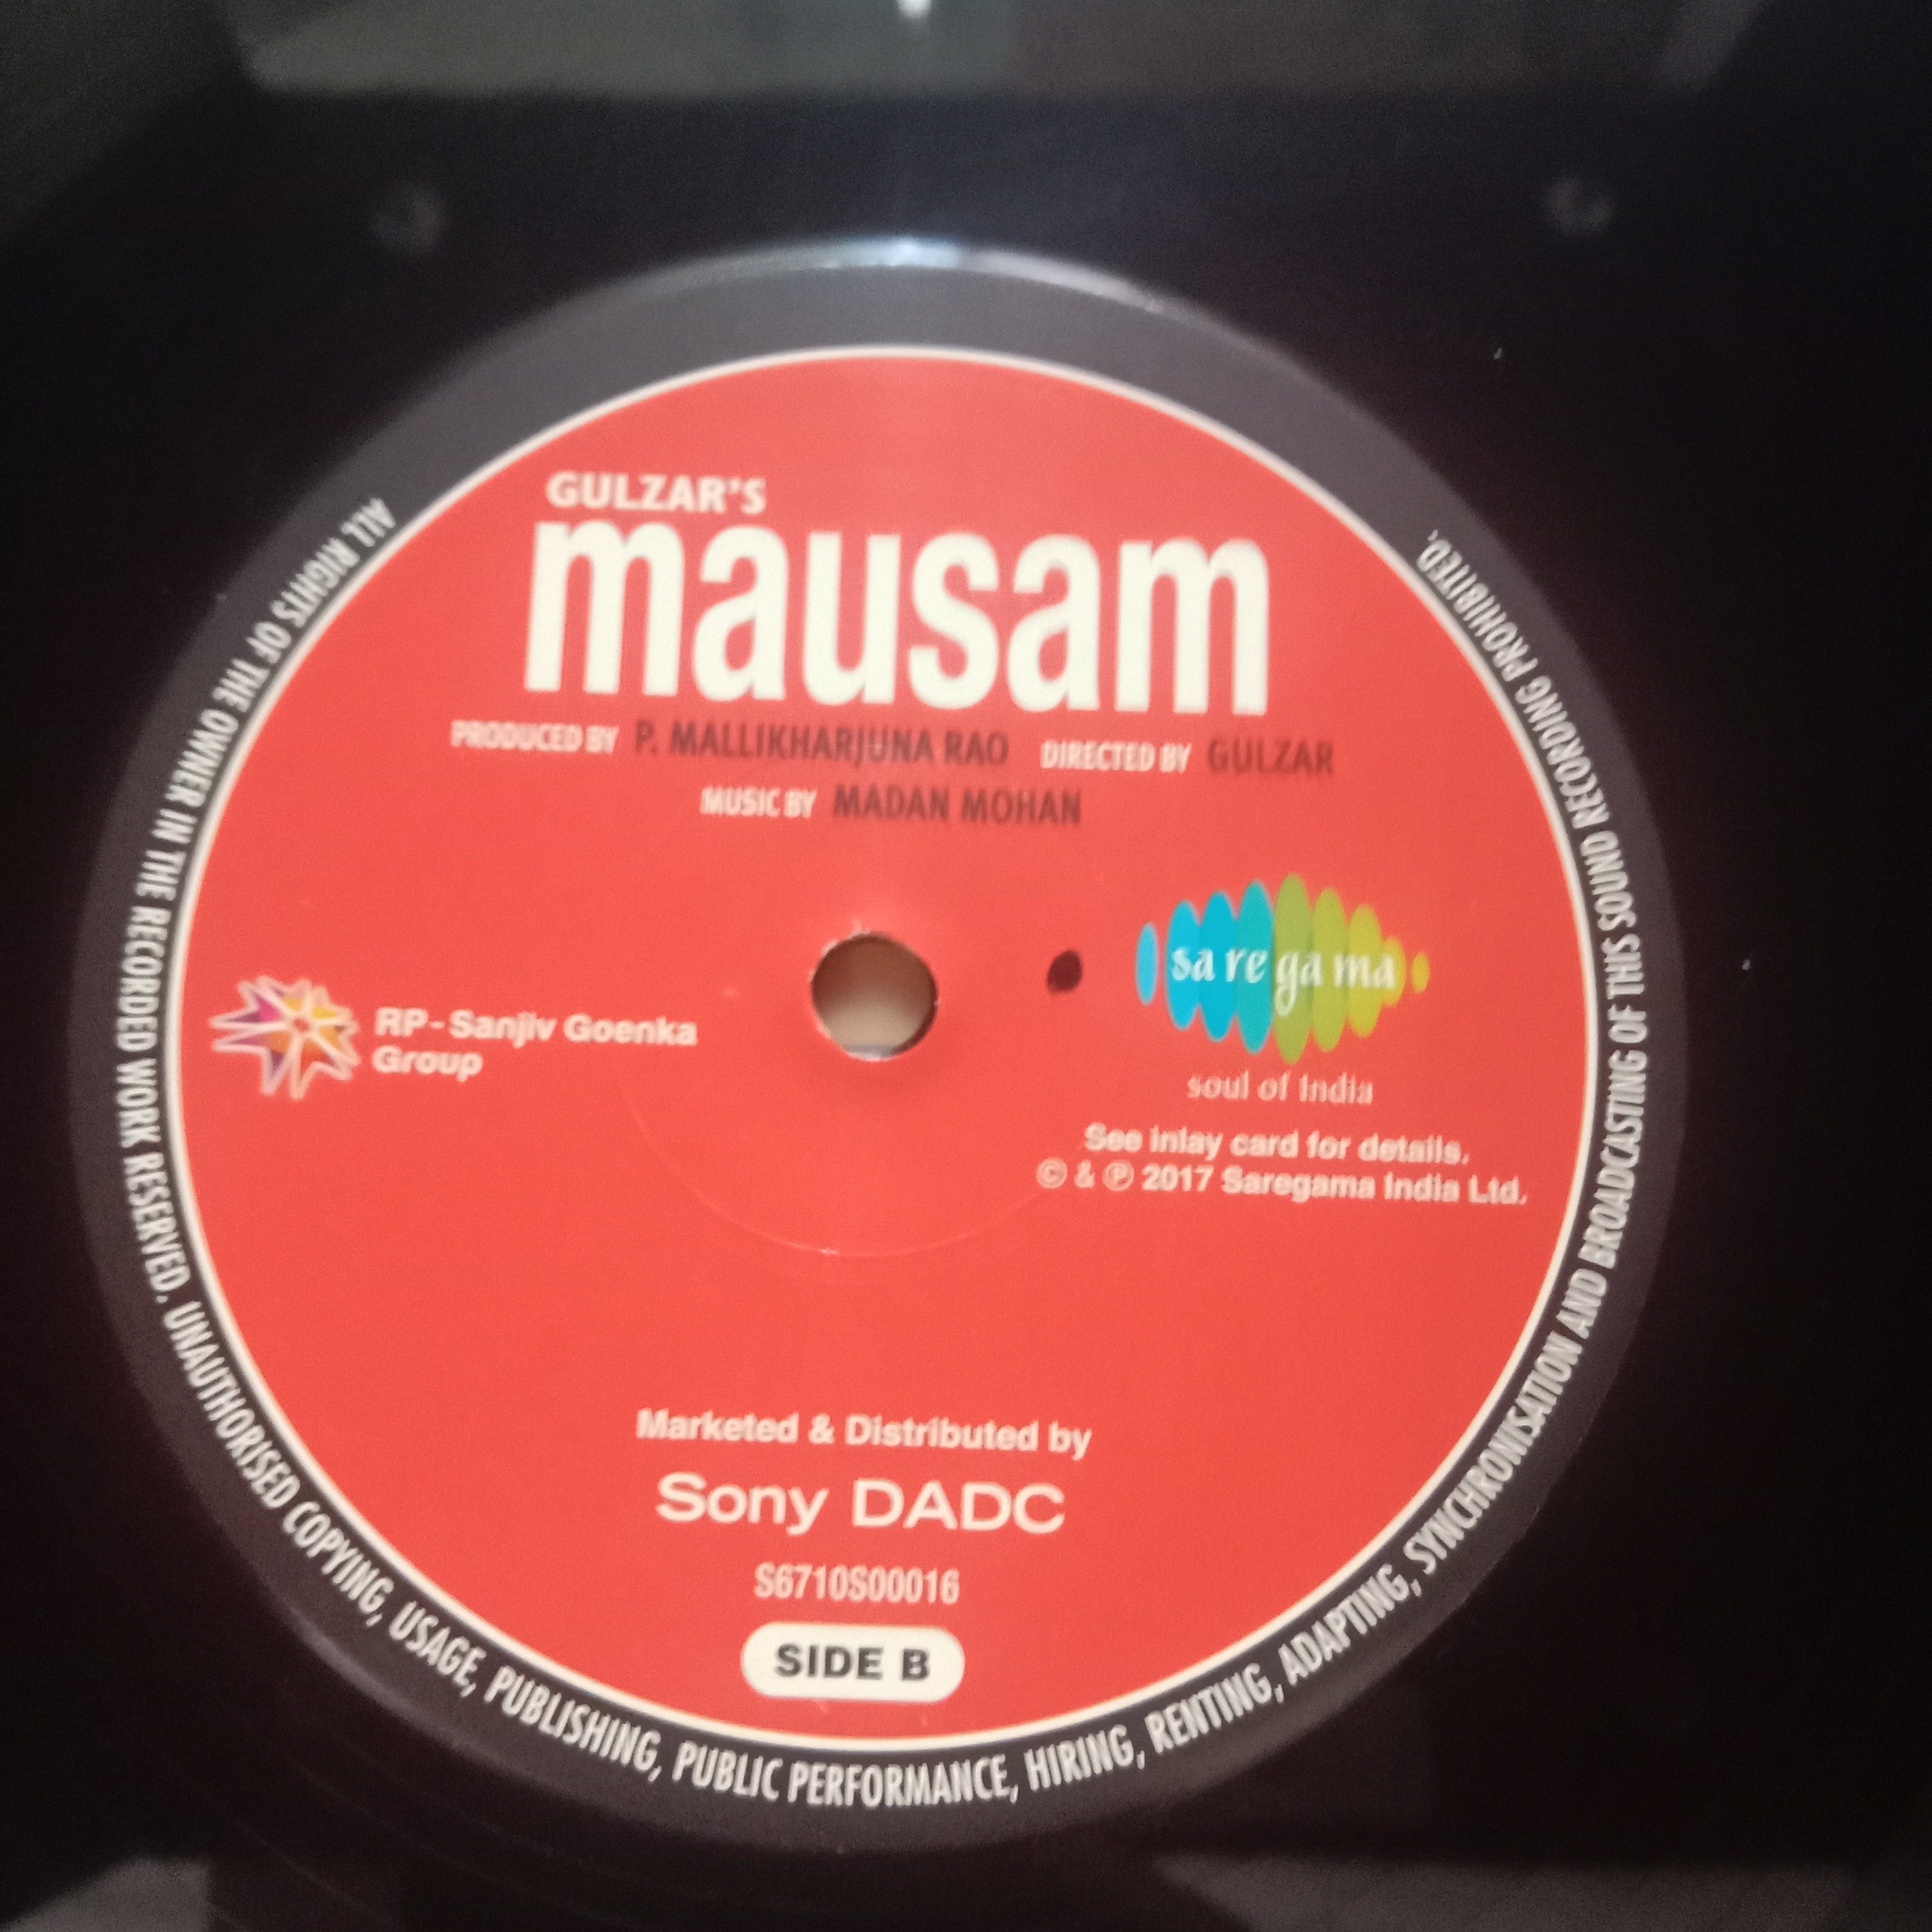 GULZAR'S
mausam
PRODUCED BY P. MALLIKHARJUNA RAO DIRECTED BY GULZAR
MUSIC BY MADAN MOHAN
RP-Sanjiv Goenka
Group
sa re ga ma
soul of India
See inlay card for details.
© & ℗ 2017 Saregama India Ltd.
Marketed & Distributed by
Sony DADC
S6710S00016
SIDE B
ALL RIGHTS OF THE OWNER IN THE RECORDED WORK RESERVED. UNAUTHORISED COPYING, USAGE, PUBLISHING, PUBLIC PERFORMANCE, HIRING, RENTING, ADAPTING, SYNCHRONISATION AND BROADCASTING OF THIS SOUND RECORDING PROHIBITED.